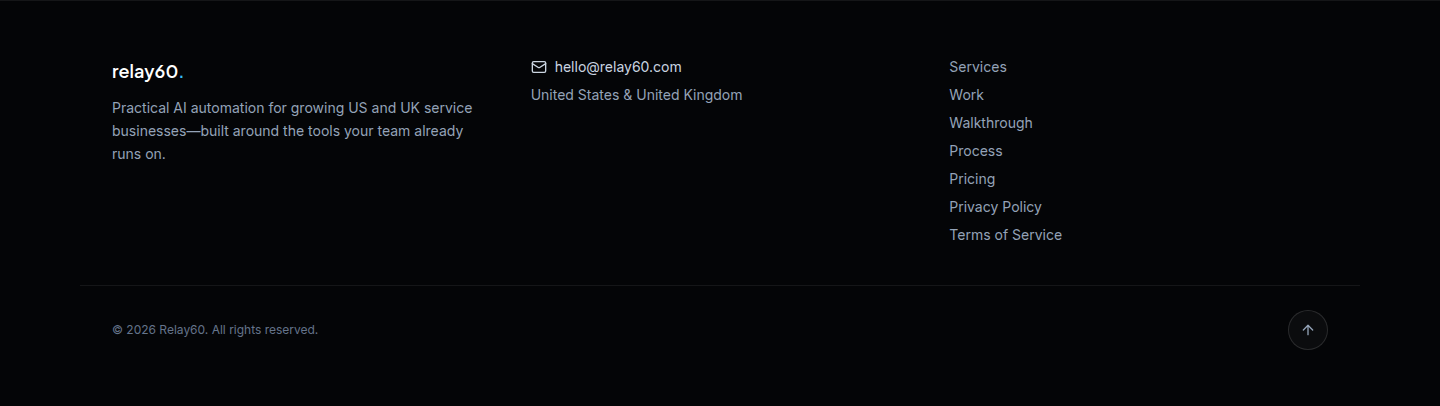 relay60.
Practical AI automation for growing US and UK service
businesses—built around the tools your team already
runs on.
hello@relay60.com
United States & United Kingdom
Services
Work
Walkthrough
Process
Pricing
Privacy Policy
Terms of Service
© 2026 Relay60. All rights reserved.